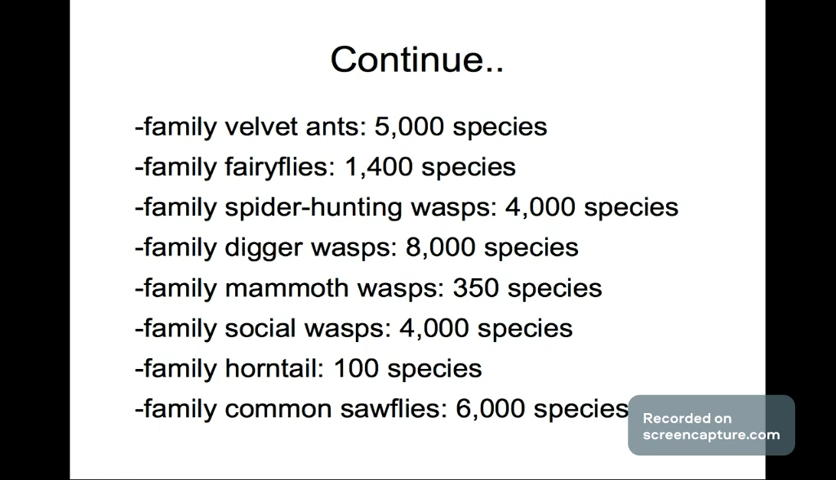 Continue..
-family velvet ants: 5,000 species
-family fairyflies: 1,400 species
-family spider-hunting wasps: 4,000 species
-family digger wasps: 8,000 species
-family mammoth wasps: 350 species
-family social wasps: 4,000 species
-family horntail: 100 species
-family common sawflies: 6,000 species
Recorded on
screencapture.com